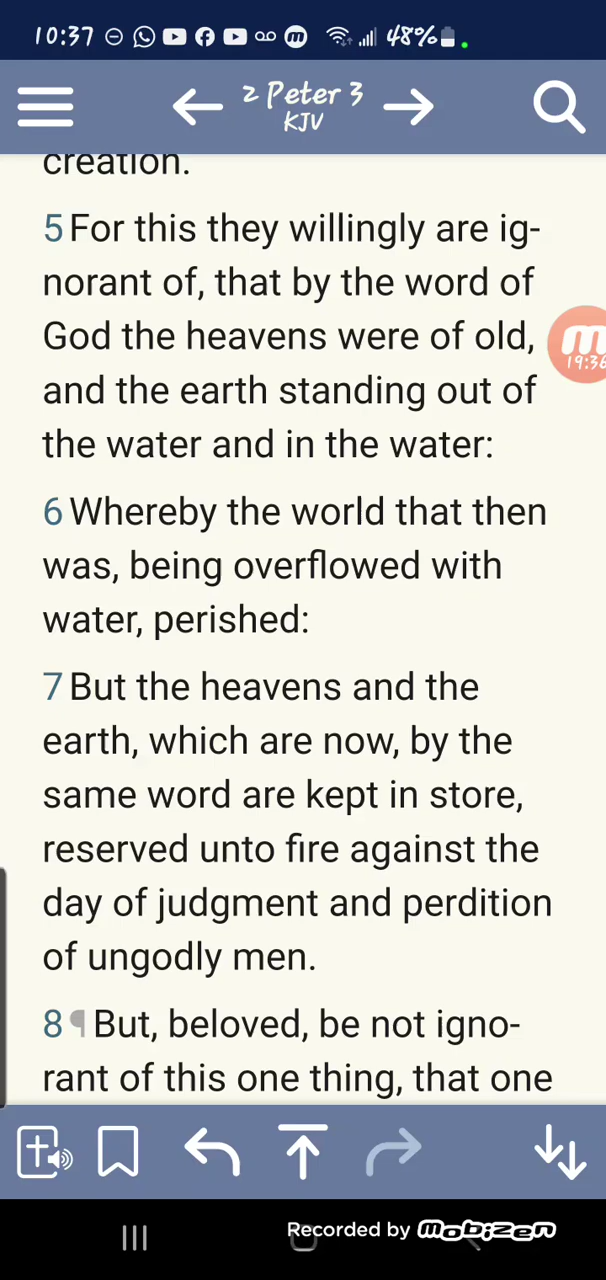 10:37 48%
2 Peter 3
KJV
creation.
5 For this they willingly are ig-
norant of, that by the word of
God the heavens were of old,
m
19:36
and the earth standing out of
the water and in the water:
6 Whereby the world that then
was, being overflowed with
water, perished:
7 But the heavens and the
earth, which are now, by the
same word are kept in store,
reserved unto fire against the
day of judgment and perdition
of ungodly men.
8 ¶ But, beloved, be not igno-
rant of this one thing, that one
Recorded by mobizen